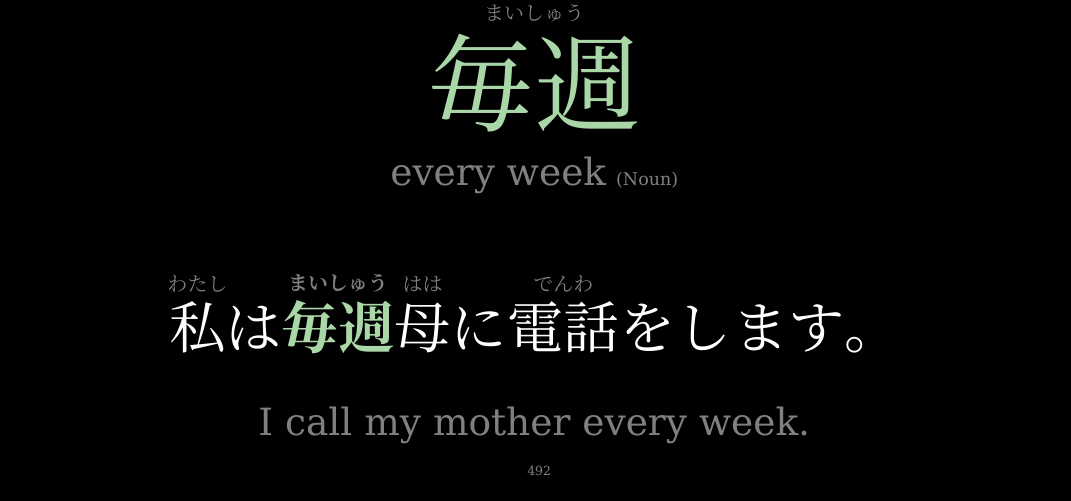 まいしゅう
毎週
every week (Noun)
わたし まいしゅう はは でんわ
私は毎週母に電話をします。
I call my mother every week.
492